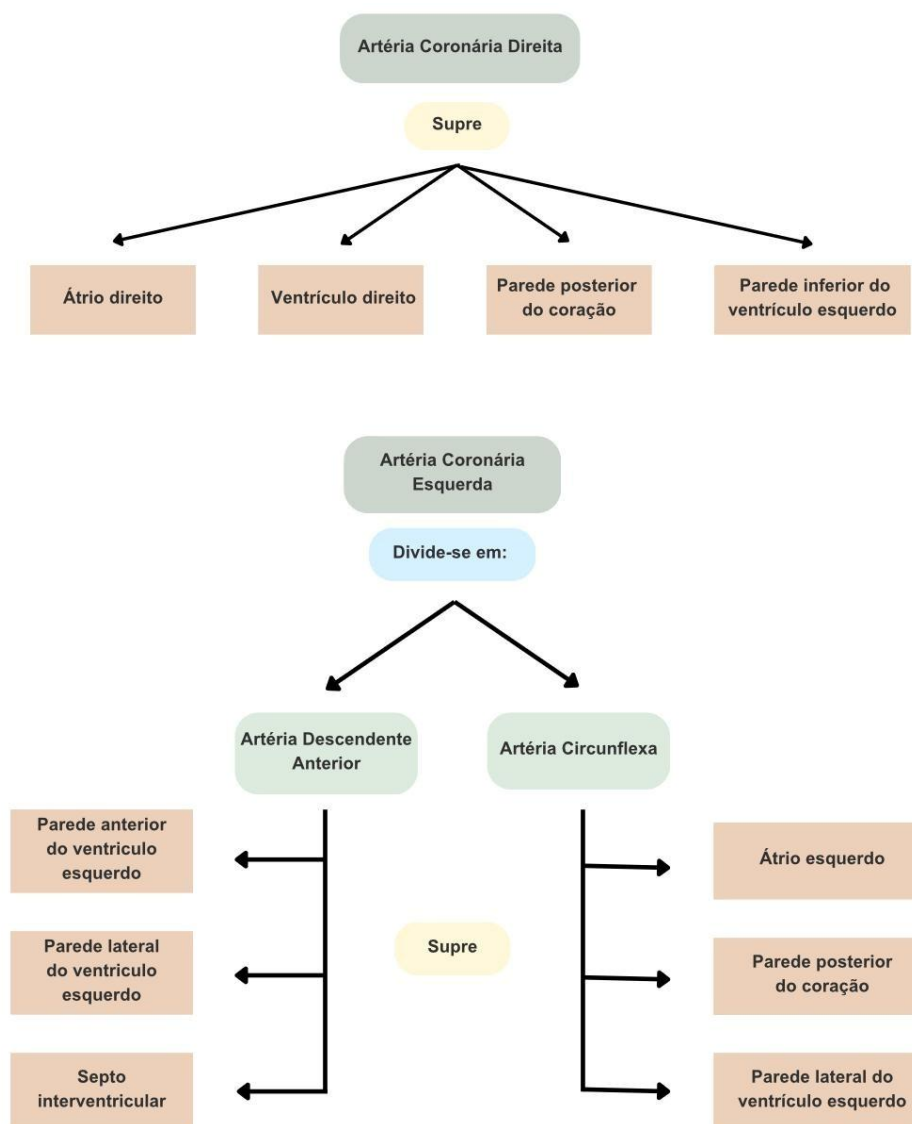 Artéria Coronária Direita
Supre
Átrio direito
Ventrículo direito
Parede posterior
do coração
Parede inferior do
ventrículo esquerdo
Artéria Coronária
Esquerda
Divide-se em:
Artéria Descendente
Anterior
Artéria Circunflexa
Parede anterior
do ventriculo
esquerdo
Parede lateral
do ventriculo
esquerdo
Septo
interventricular
Supre
Átrio esquerdo
Parede posterior
do coração
Parede lateral do
ventrículo esquerdo